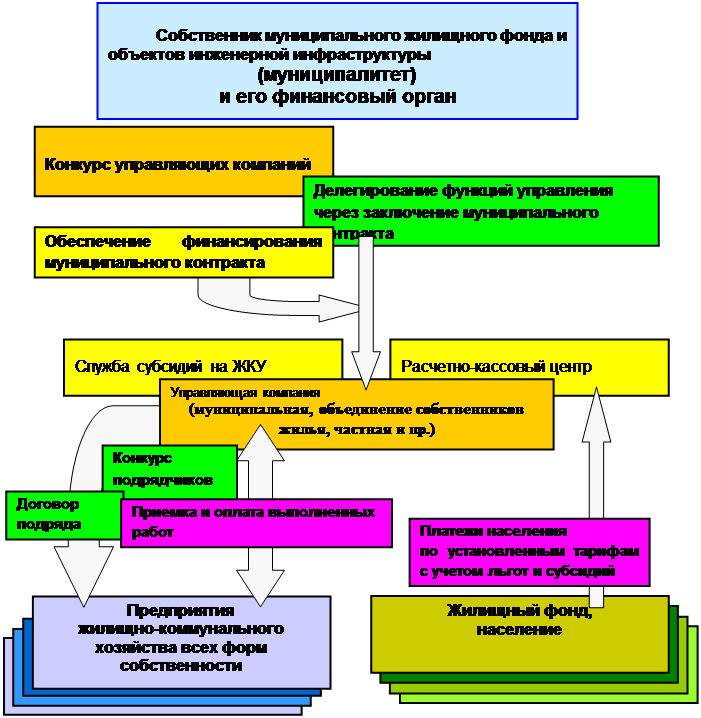 Собственник муниципального жилищного фонда и
объектов инженерной инфраструктуры
(муниципалитет)
и его финансовый орган
Конкурс управляющих компаний
Делегирование функций управления
через заключение муниципального
онтракта
Обеспечение финансирования
муниципального контракта
Служба субсидий на ЖКУ
Расчетно-кассовый центр
Управляющая компания
(муниципальная, объединение собственников
жилья, частная и пр.)
Конкурс
подрядчиков
Договор
подряда
Приемка и оплата выполненных
работ
Платежи населения
по установленным тарифам
с учетом льгот и субсидий
Предприятия
жилищно-коммунального
хозяйства всех форм
собственности
Жилищный фонд,
население